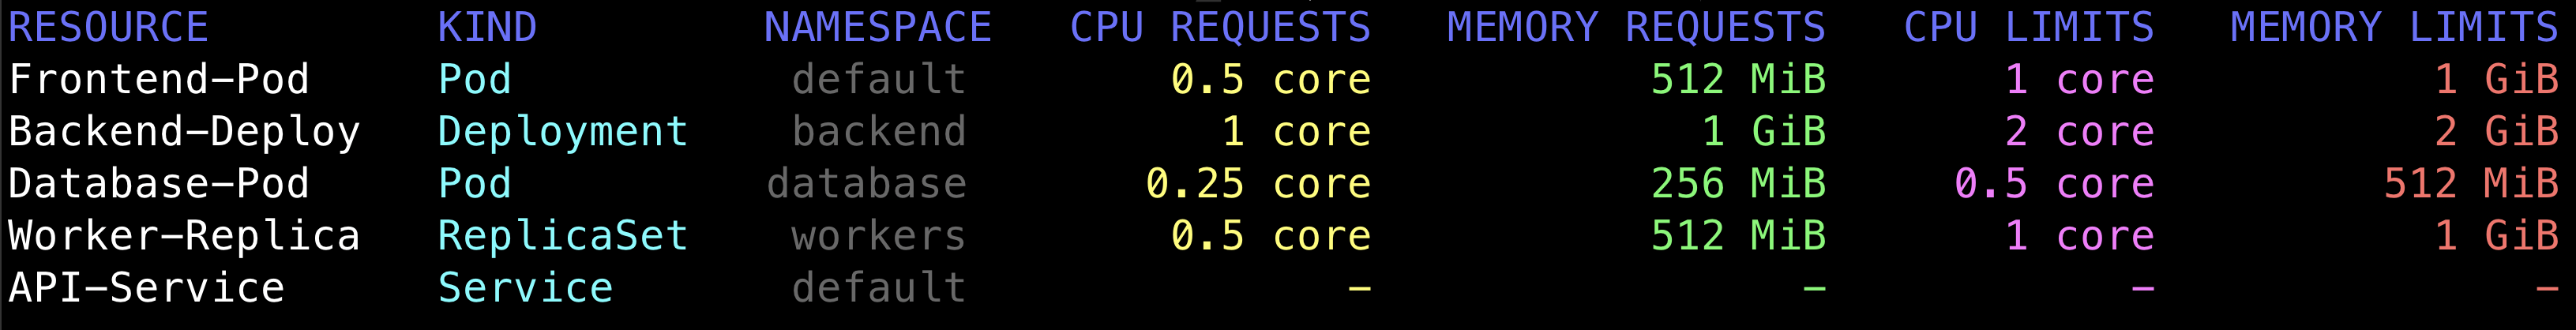 RESOURCE KIND NAMESPACE CPU REQUESTS MEMORY REQUESTS CPU LIMITS MEMORY LIMITS
Frontend-Pod Pod default 0.5 core 512 MiB 1 core 1 GiB
Backend-Deploy Deployment backend 1 core 1 GiB 2 core 2 GiB
Database-Pod Pod database 0.25 core 256 MiB 0.5 core 512 MiB
Worker-Replica ReplicaSet workers 0.5 core 512 MiB 1 core 1 GiB
API-Service Service default - - - -